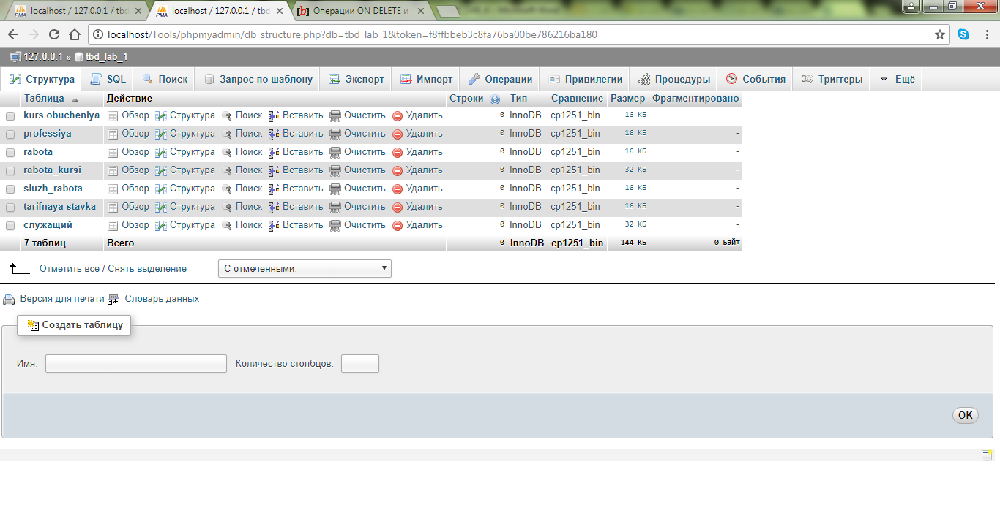 localhost / 127.0.0.1 / tbd
localhost / 127.0.0.1 / tbd
[b] Операции ON DELETE и
localhost/Tools/phpmyadmin/db_structure.php?db=tbd_lab_1&token=f8ffbbeb3c8fa76ba00be786216ba180
127.0.0.1 » tbd_lab_1
Структура SQL Поиск Запрос по шаблону Экспорт Импорт Операции Привилегии Процедуры События Триггеры Ещё
Таблица Действие Строки Тип Сравнение Размер Фрагментировано
kurs obucheniya Обзор Структура Поиск Вставить Очистить Удалить 0 InnoDB cp1251_bin 16 КБ -
professiya Обзор Структура Поиск Вставить Очистить Удалить 0 InnoDB cp1251_bin 16 КБ -
rabota Обзор Структура Поиск Вставить Очистить Удалить 0 InnoDB cp1251_bin 16 КБ -
rabota_kursi Обзор Структура Поиск Вставить Очистить Удалить 0 InnoDB cp1251_bin 32 КБ -
sluzh_rabota Обзор Структура Поиск Вставить Очистить Удалить 0 InnoDB cp1251_bin 16 КБ -
tarifnaya stavka Обзор Структура Поиск Вставить Очистить Удалить 0 InnoDB cp1251_bin 16 КБ -
служащий Обзор Структура Поиск Вставить Очистить Удалить 0 InnoDB cp1251_bin 32 КБ -
7 таблиц Всего 0 InnoDB cp1251_bin 144 КБ 0 Байт
Отметить все / Снять выделение С отмеченными:
Версия для печати Словарь данных
Создать таблицу
Имя: Количество столбцов:
OK